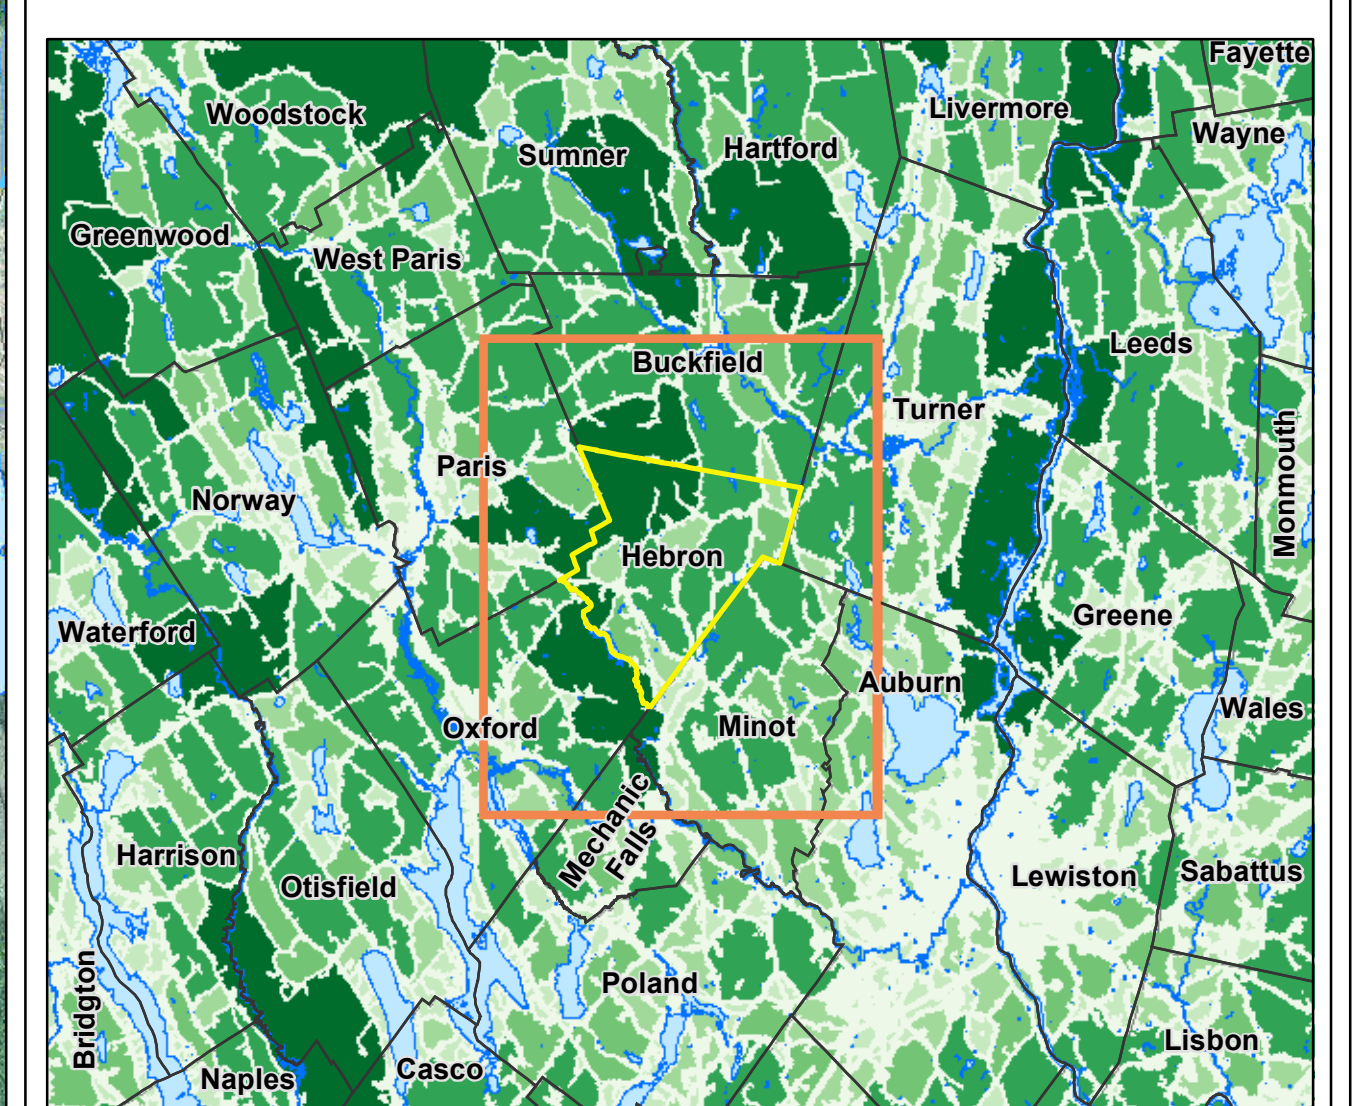 Fayette
Livermore
Woodstock
Wayne
Hartford
Sumner
Greenwood
West Paris
Leeds
Buckfield
Turner
Monmouth
Paris
Norway
Hebron
Greene
Waterford
Auburn
Wales
Minot
Oxford
Mechanic
Falls
Harrison
Otisfield
Lewiston
Sabattus
Poland
Bridgton
Lisbon
Casco
Naples